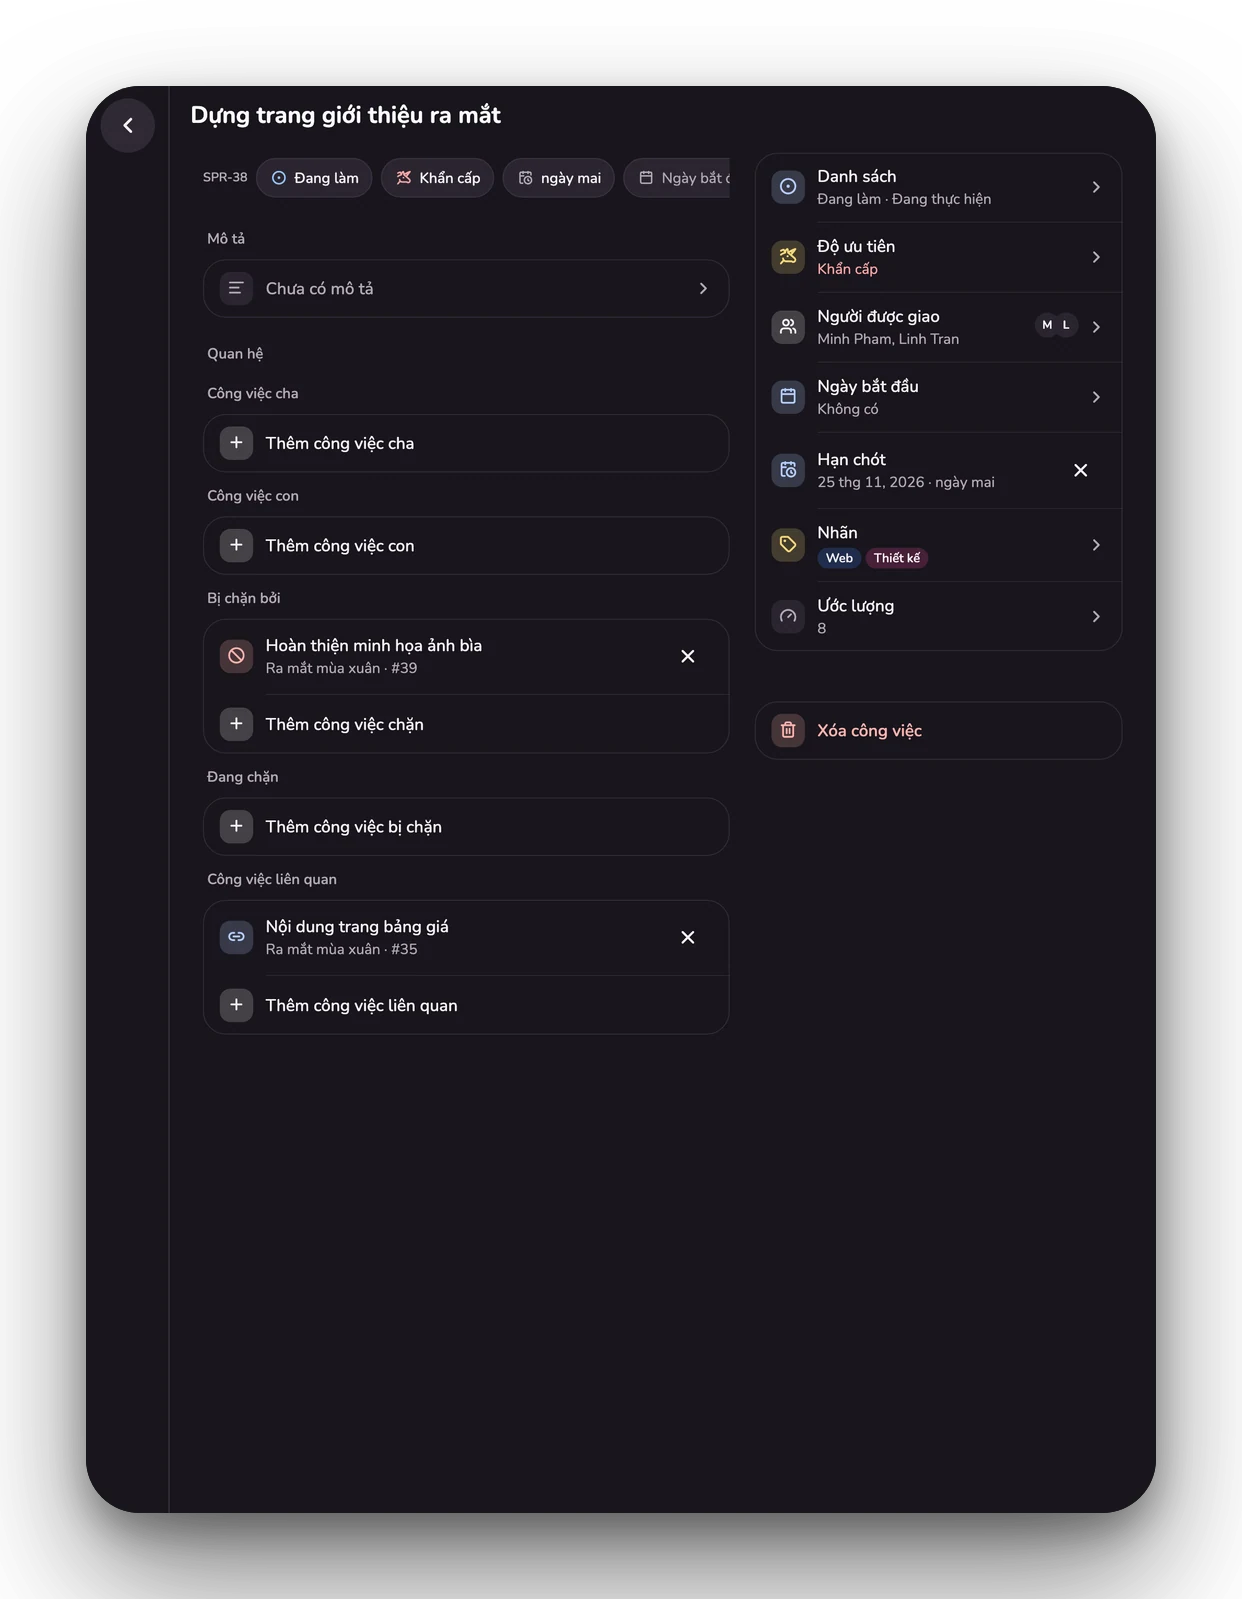 Dựng trang giới thiệu ra mắt
SPR-38
Đang làm
Khẩn cấp
ngày mai
Ngày bắt
Mô tả
Chưa có mô tả
Quan hệ
Công việc cha
Thêm công việc cha
Công việc con
Thêm công việc con
Bị chặn bởi
Hoàn thiện minh họa ảnh bìa
Ra mắt mùa xuân · #39
Thêm công việc chặn
Đang chặn
Thêm công việc bị chặn
Công việc liên quan
Nội dung trang bảng giá
Ra mắt mùa xuân · #35
Thêm công việc liên quan
Danh sách
Đang làm · Đang thực hiện
Độ ưu tiên
Khẩn cấp
Người được giao
Minh Pham, Linh Tran
M L
Ngày bắt đầu
Không có
Hạn chót
25 thg 11, 2026 · ngày mai
Nhãn
Web
Thiết kế
Ước lượng
8
Xóa công việc